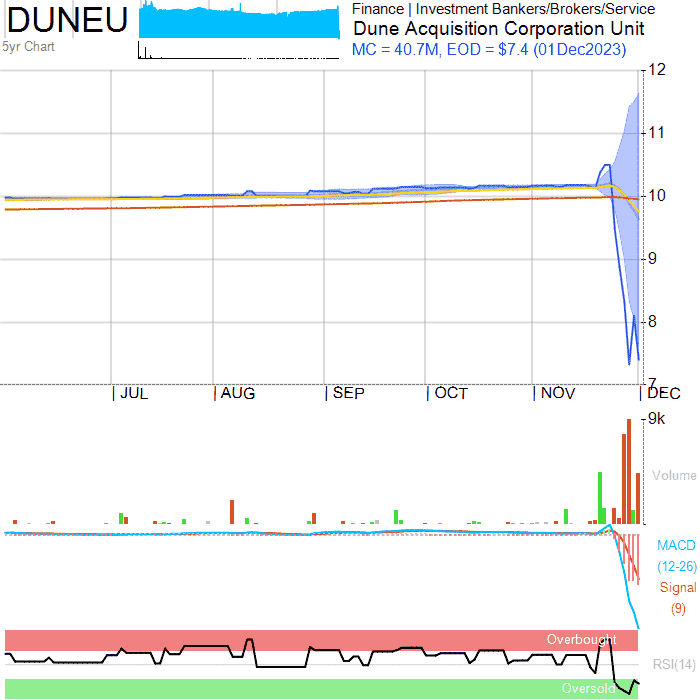 DUNEU
Finance | Investment Bankers/Brokers/Service
Dune Acquisition Corporation Unit
5yr Chart
MC = 40.7M, EOD = $7.4 (01Dec2023)
12
11
10
9
8
7
JUL AUG SEP OCT NOV DEC
9k
Volume
MACD
(12-26)
Signal
(9)
Overbought
RSI(14)
Oversold